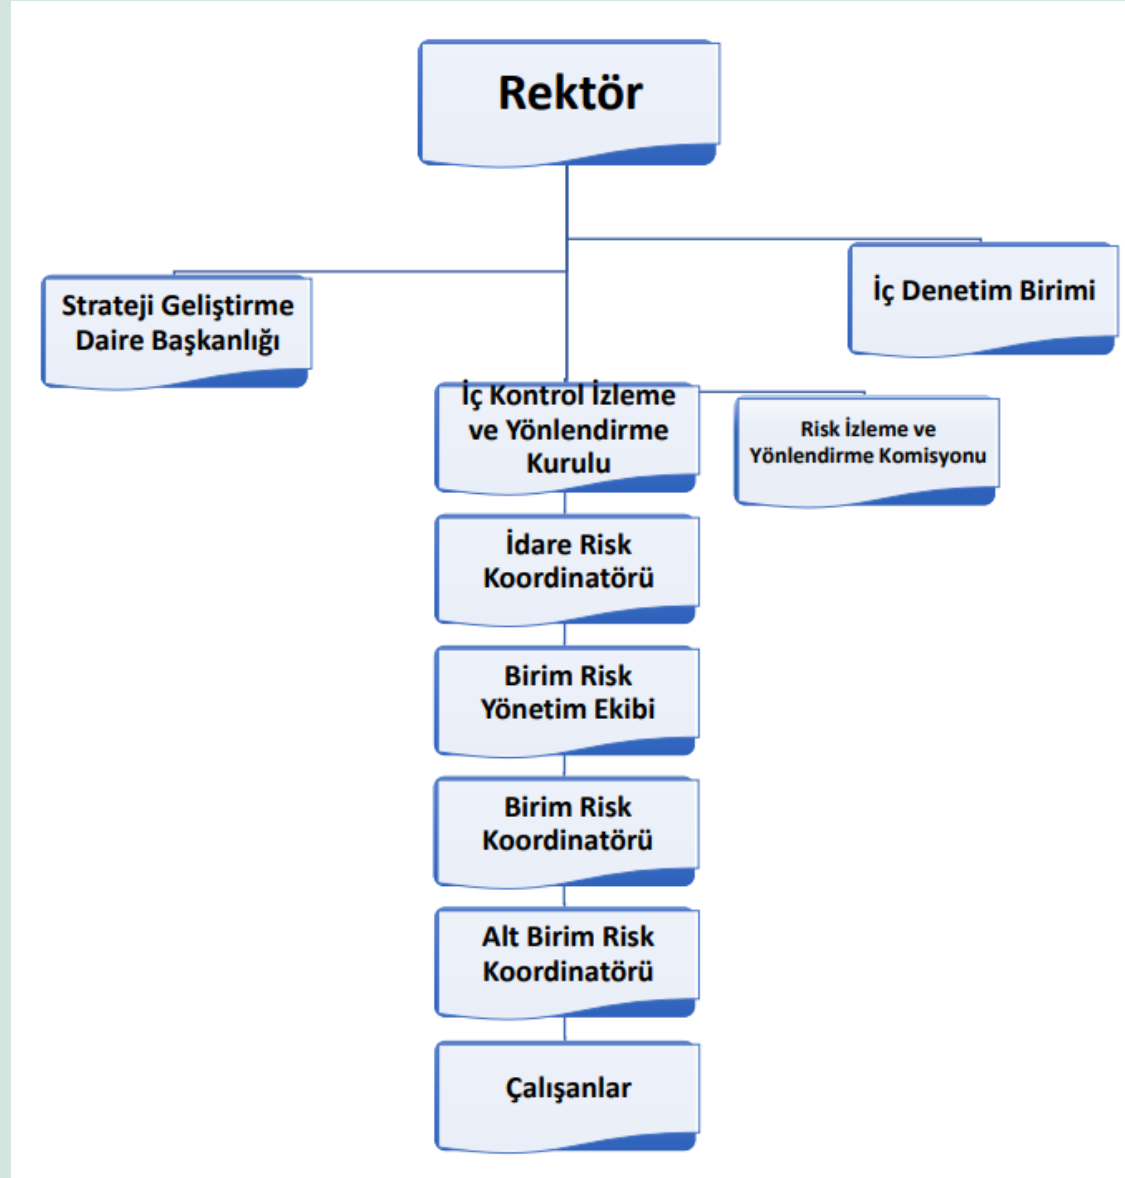 Rektör
İç Denetim Birimi
Strateji Geliştirme
Daire Başkanlığı
İç Kontrol İzleme
ve Yönlendirme
Kurulu
Risk İzleme ve
Yönlendirme Komisyonu
İdare Risk
Koordinatörü
Birim Risk
Yönetim Ekibi
Birim Risk
Koordinatörü
Alt Birim Risk
Koordinatörü
Çalışanlar